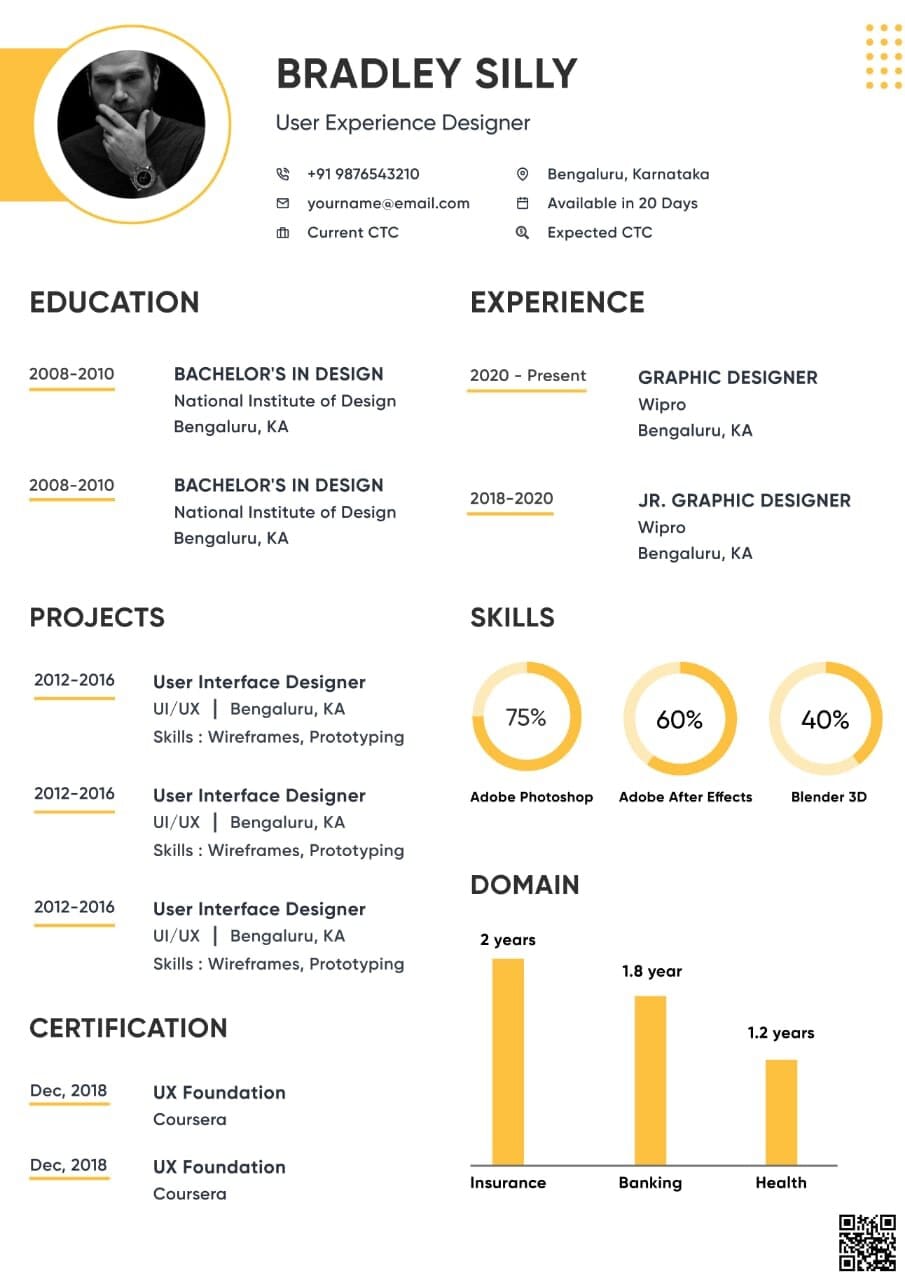 BRADLEY SILLY
User Experience Designer
+91 9876543210
Bengaluru, Karnataka
yourname@email.com
Available in 20 Days
Current CTC
Expected CTC
EDUCATION
2008-2010
BACHELOR'S IN DESIGN
National Institute of Design
Bengaluru, KA
2008-2010
BACHELOR'S IN DESIGN
National Institute of Design
Bengaluru, KA
EXPERIENCE
2020 - Present
GRAPHIC DESIGNER
Wipro
Bengaluru, KA
2018-2020
JR. GRAPHIC DESIGNER
Wipro
Bengaluru, KA
PROJECTS
2012-2016
User Interface Designer
UI/UX | Bengaluru, KA
Skills : Wireframes, Prototyping
2012-2016
User Interface Designer
UI/UX | Bengaluru, KA
Skills : Wireframes, Prototyping
2012-2016
User Interface Designer
UI/UX | Bengaluru, KA
Skills : Wireframes, Prototyping
SKILLS
75%
60%
40%
Adobe Photoshop
Adobe After Effects
Blender 3D
DOMAIN
2 years
1.8 year
1.2 years
Insurance
Banking
Health
CERTIFICATION
Dec, 2018
UX Foundation
Coursera
Dec, 2018
UX Foundation
Coursera